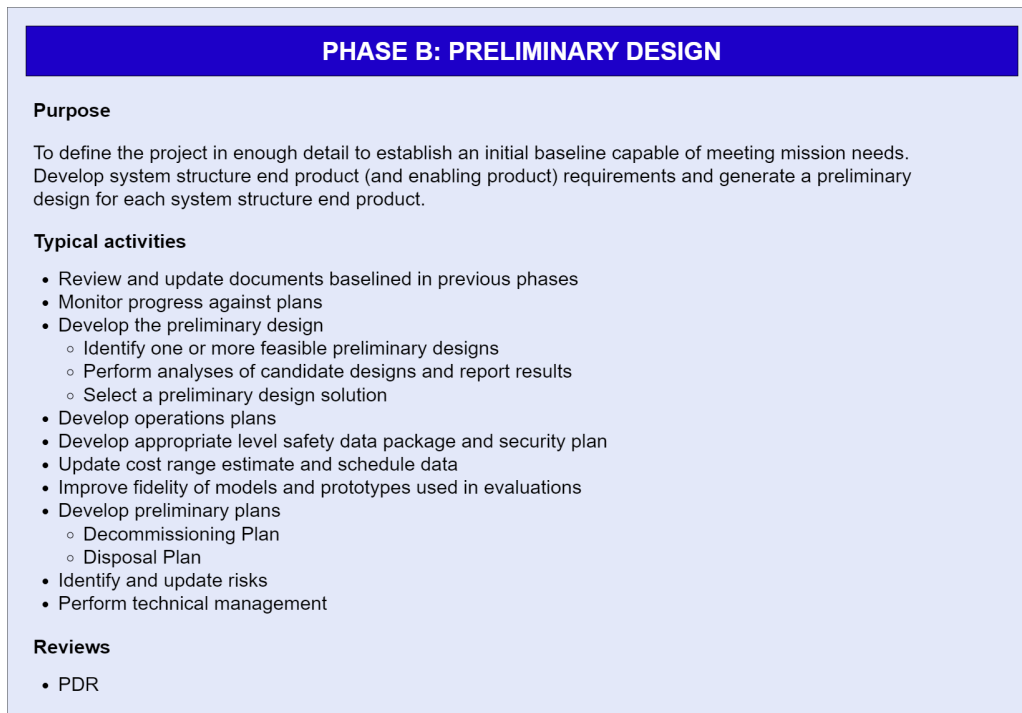 PHASE B: PRELIMINARY DESIGN
Purpose
To define the project in enough detail to establish an initial baseline capable of meeting mission needs.
Develop system structure end product (and enabling product) requirements and generate a preliminary
design for each system structure end product.
Typical activities
• Review and update documents baselined in previous phases
• Monitor progress against plans
• Develop the preliminary design
◦ Identify one or more feasible preliminary designs
◦ Perform analyses of candidate designs and report results
◦ Select a preliminary design solution
• Develop operations plans
• Develop appropriate level safety data package and security plan
• Update cost range estimate and schedule data
• Improve fidelity of models and prototypes used in evaluations
• Develop preliminary plans
◦ Decommissioning Plan
◦ Disposal Plan
• Identify and update risks
• Perform technical management
Reviews
• PDR